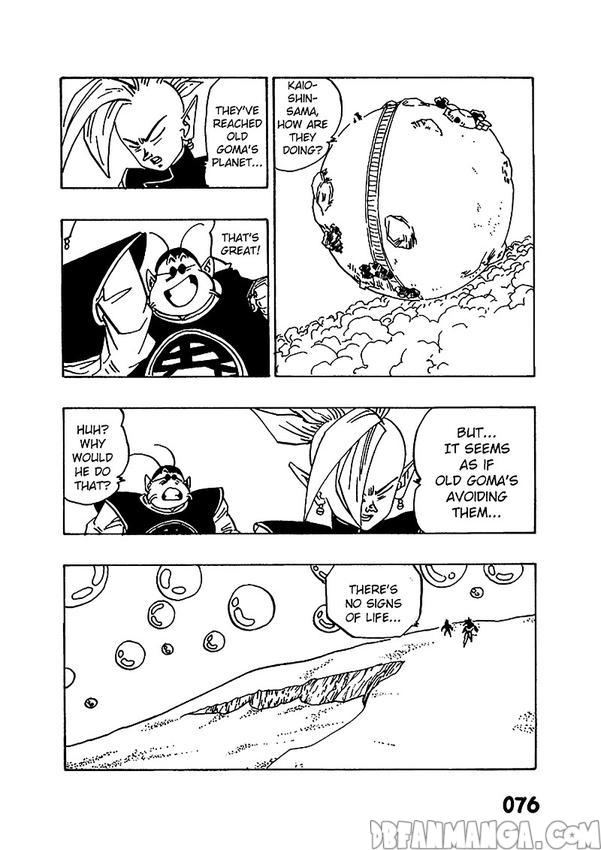 KAIO-
SHIN-
SAMA,
HOW ARE
THEY
DOING?
THEY'VE
REACHED
OLD
GOMA'S
PLANET...
THAT'S
GREAT!
BUT...
IT SEEMS
AS IF
OLD GOMA'S
AVOIDING
THEM...
HUH?
WHY
WOULD
HE DO
THAT?
THERE'S
NO SIGNS
OF LIFE...
076
DBFANMANGA.COM